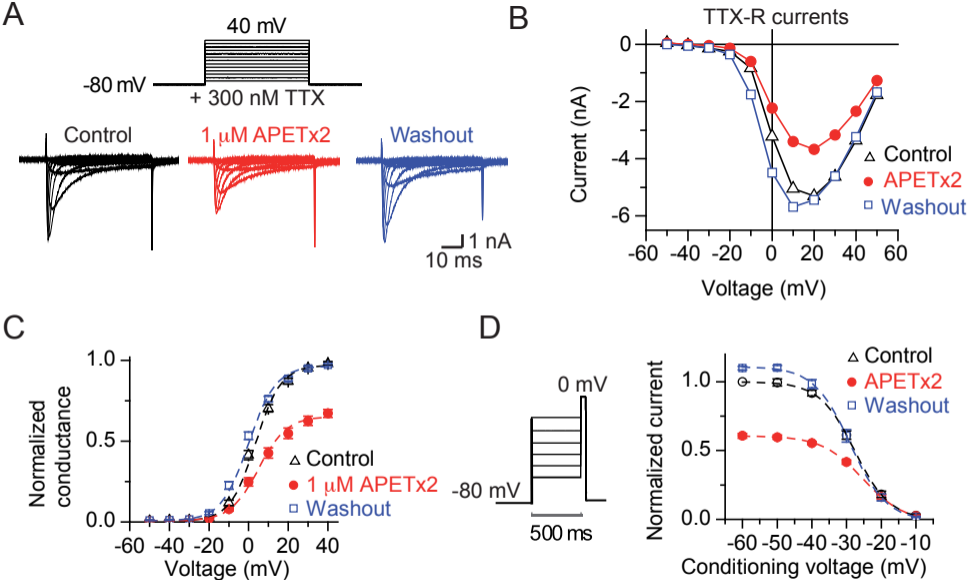 A
40 mV
-80 mV
+ 300 nM TTX
Control
1 μM APETx2
Washout
1 nA
10 ms
B
TTX-R currents
0
-2
-4
-6
Current (nA)
-60 -40 -20 0 20 40 60
Voltage (mV)
Control
APETx2
Washout
C
1.0
0.5
0.0
Normalized
conductance
-60 -40 -20 0 20 40
Voltage (mV)
Control
1 μM APETx2
Washout
D
0 mV
-80 mV
500 ms
1.0
0.5
0.0
Normalized current
-60 -50 -40 -30 -20 -10
Conditioning voltage (mV)
Control
APETx2
Washout